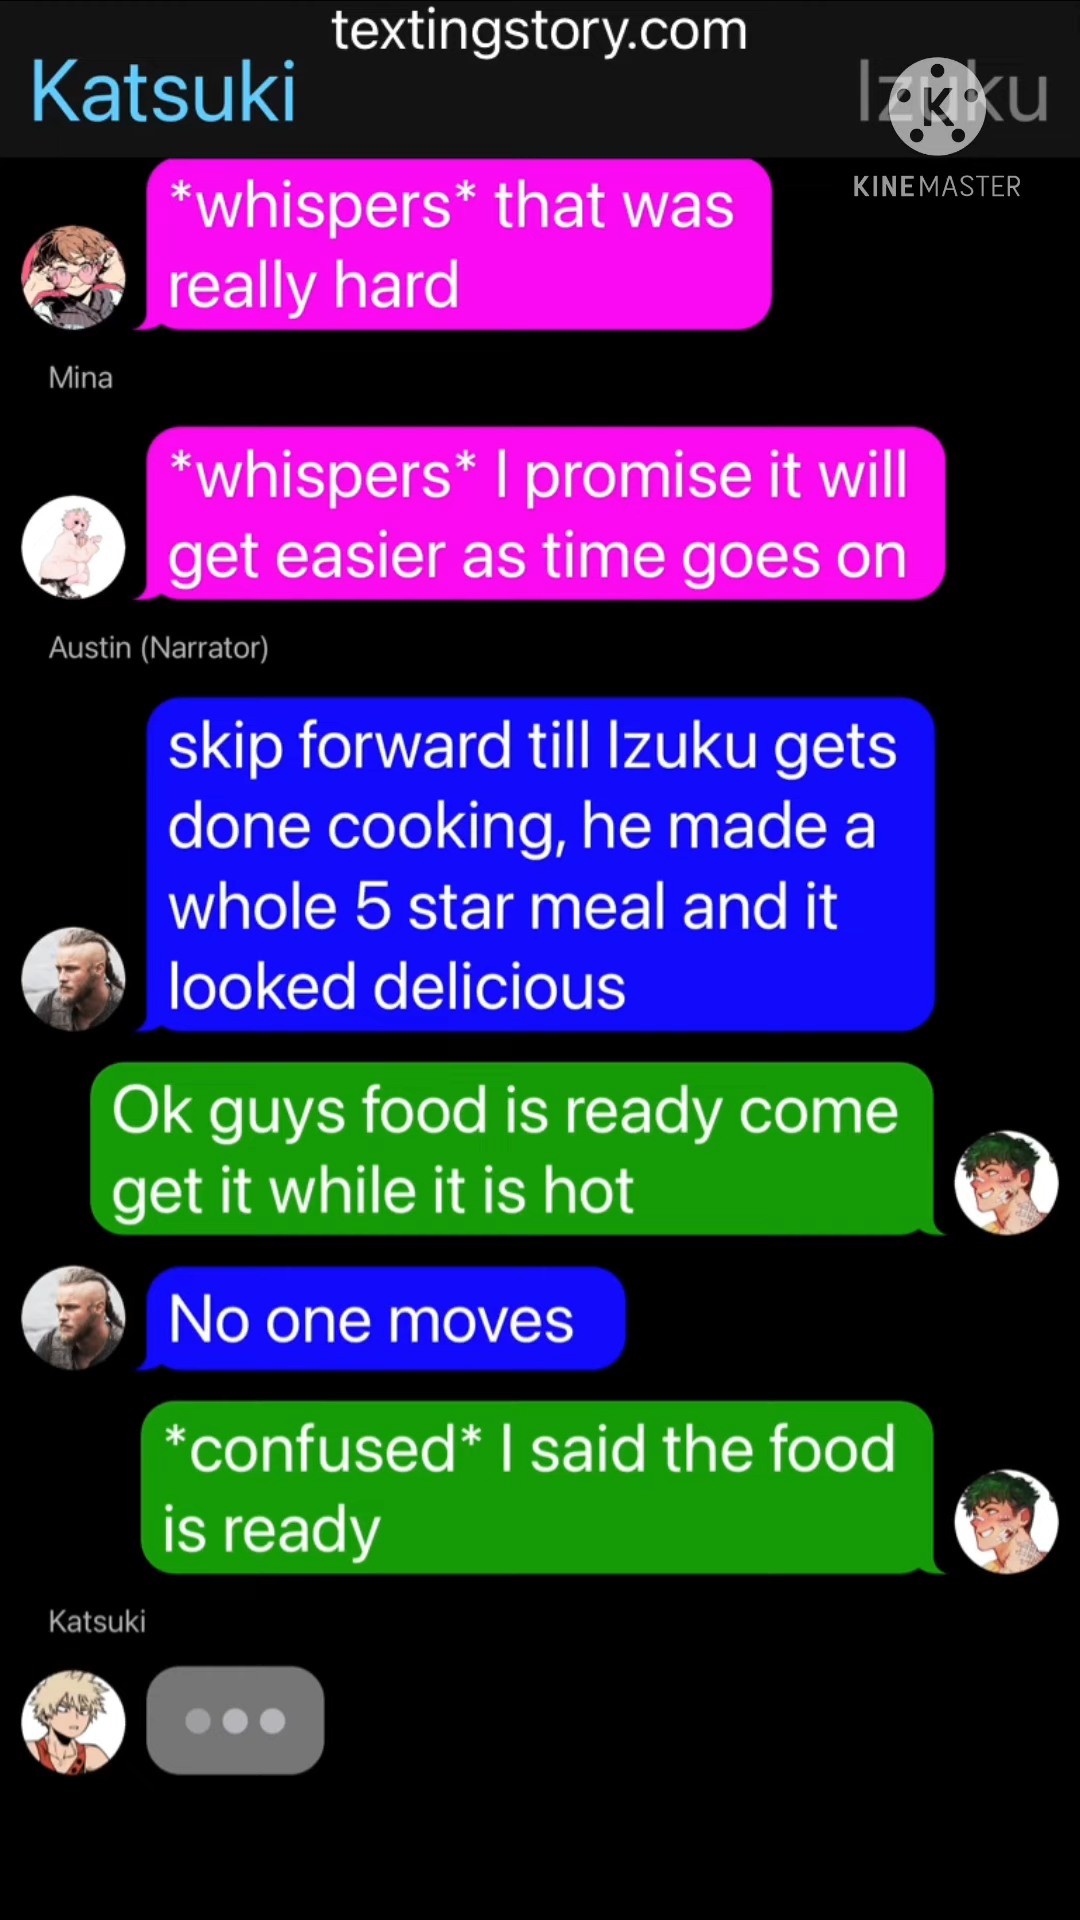 textingstory.com
Katsuki
Izuku
K
KINEMASTER
*whispers* that was
really hard
Mina
*whispers* I promise it will
get easier as time goes on
Austin (Narrator)
skip forward till Izuku gets
done cooking, he made a
whole 5 star meal and it
looked delicious
Ok guys food is ready come
get it while it is hot
No one moves
*confused* I said the food
is ready
Katsuki